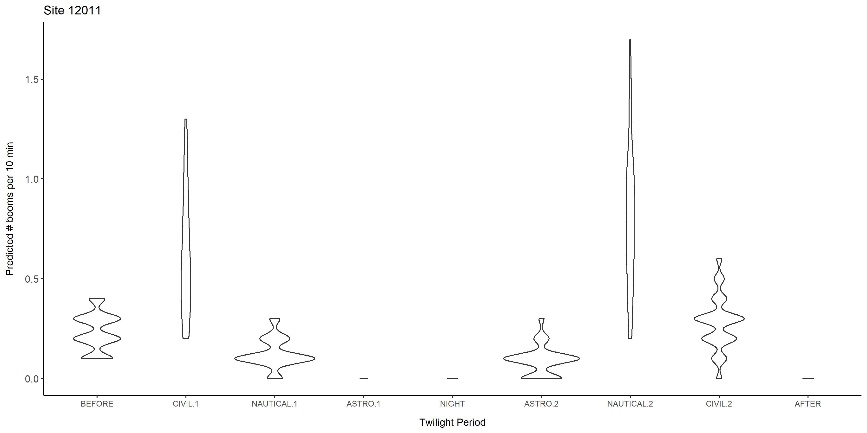 Site 12011
Predicted # booms per 10 min
1.5
1.0
0.5
0.0
BEFORE
CIVIL.1
NAUTICAL.1
ASTRO.1
NIGHT
ASTRO.2
NAUTICAL.2
CIVIL.2
AFTER
Twilight Period